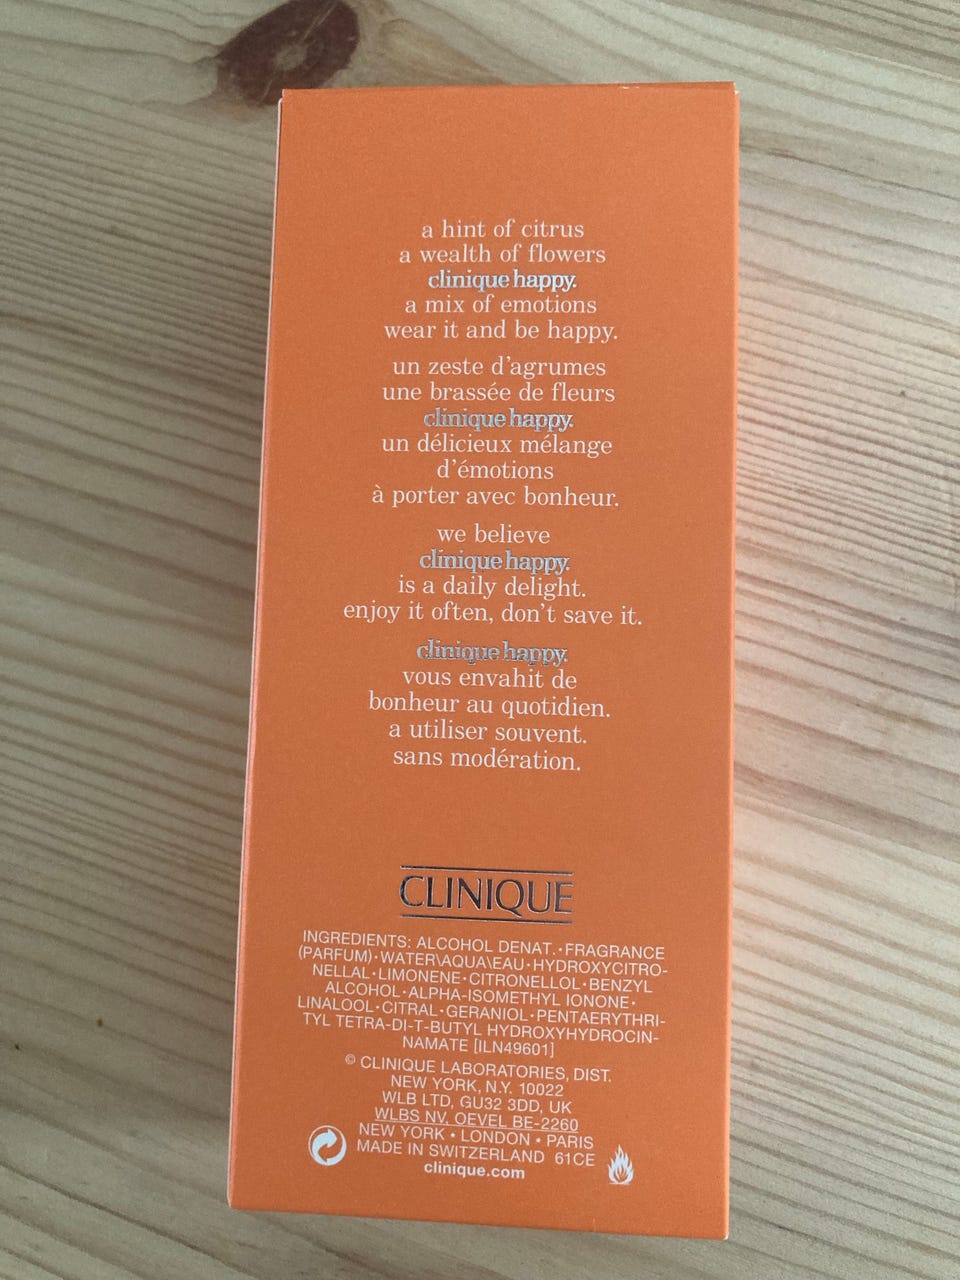 a hint of citrus
a wealth of flowers
clinique happy.
a mix of emotions
wear it and be happy.
un zeste d'agrumes
une brassée de fleurs
clinique happy.
un délicieux mélange
d'émotions
à porter avec bonheur.
we believe
clinique happy.
is a daily delight.
enjoy it often, don't save it.
clinique happy.
vous envahit de
bonheur au quotidien.
a utiliser souvent.
sans modération.
CLINIQUE
INGREDIENTS: ALCOHOL DENAT.•FRAGRANCE
(PARFUM)•WATER\AQUA\EAU•HYDROXYCITRO-
NELLAL•LIMONENE•CITRONELLOL•BENZYL
ALCOHOL•ALPHA-ISOMETHYL IONONE•
LINALOOL•CITRAL•GERANIOL•PENTAERYTHRI-
TYL TETRA-DI-T-BUTYL HYDROXYHYDROCIN-
NAMATE [ILN49601]
© CLINIQUE LABORATORIES, DIST.
NEW YORK, N.Y. 10022
WLB LTD, GU32 3DD, UK
WLBS NV, OEVEL BE-2260
NEW YORK • LONDON • PARIS
MADE IN SWITZERLAND 61CE
clinique.com